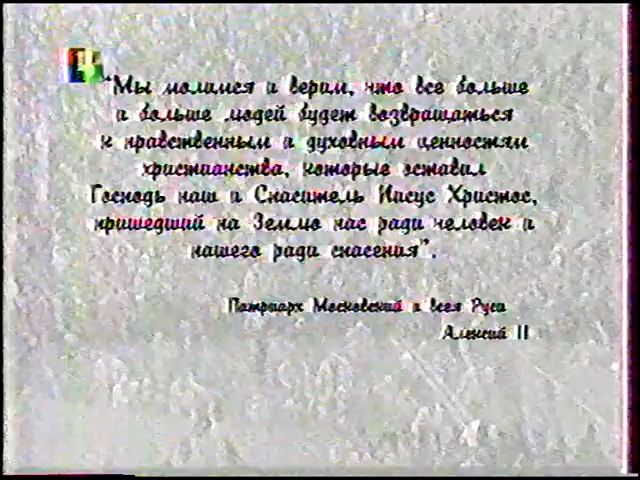 "Мы молимся и верим, что все больше
и больше людей будет возвращаться
к нравственным и духовным ценностям
христианства, которые оставил
Господь наш и Спаситель Иисус Христос,
пришедший на Землю нас ради человек и
нашего ради спасения".
Патриарх Московский и всея Руси
Алексий II